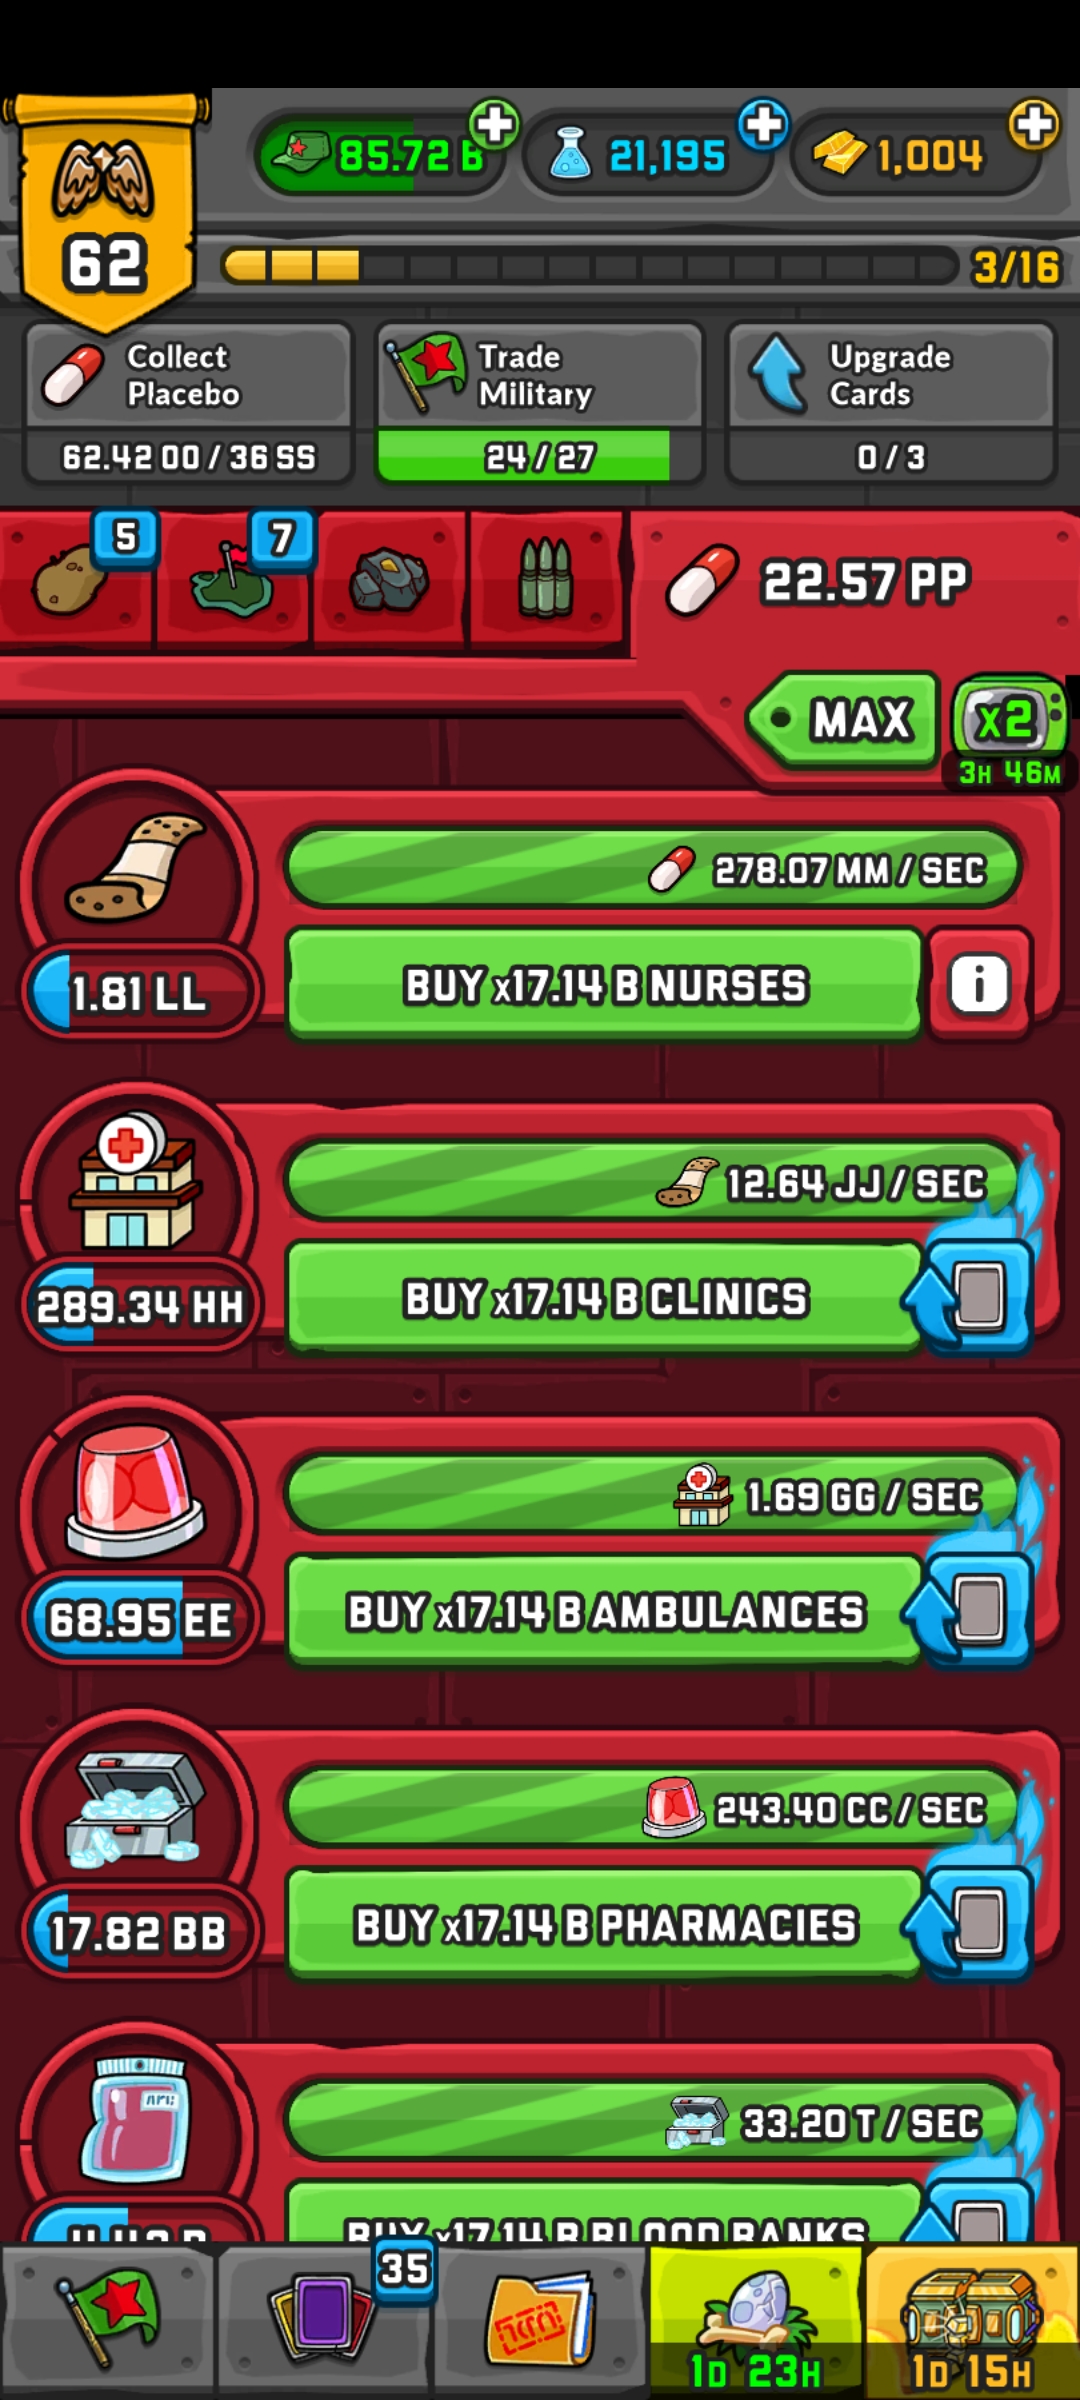 85.72 B
21,195
1,004
62
3/16
Collect
Placebo
Trade
Military
Upgrade
Cards
62.42 OO / 36 SS
24 / 27
0 / 3
5
7
22.57 PP
MAX
x2
3H 46M
278.07 MM / SEC
1.81 LL
BUY x17.14 B NURSES
i
12.64 JJ / SEC
289.34 HH
BUY x17.14 B CLINICS
1.69 GG / SEC
68.95 EE
BUY x17.14 B AMBULANCES
243.40 CC / SEC
17.82 BB
BUY x17.14 B PHARMACIES
33.20 T / SEC
BUY x17.14 B BLOOD BANKS
35
1D 23H
1D 15H